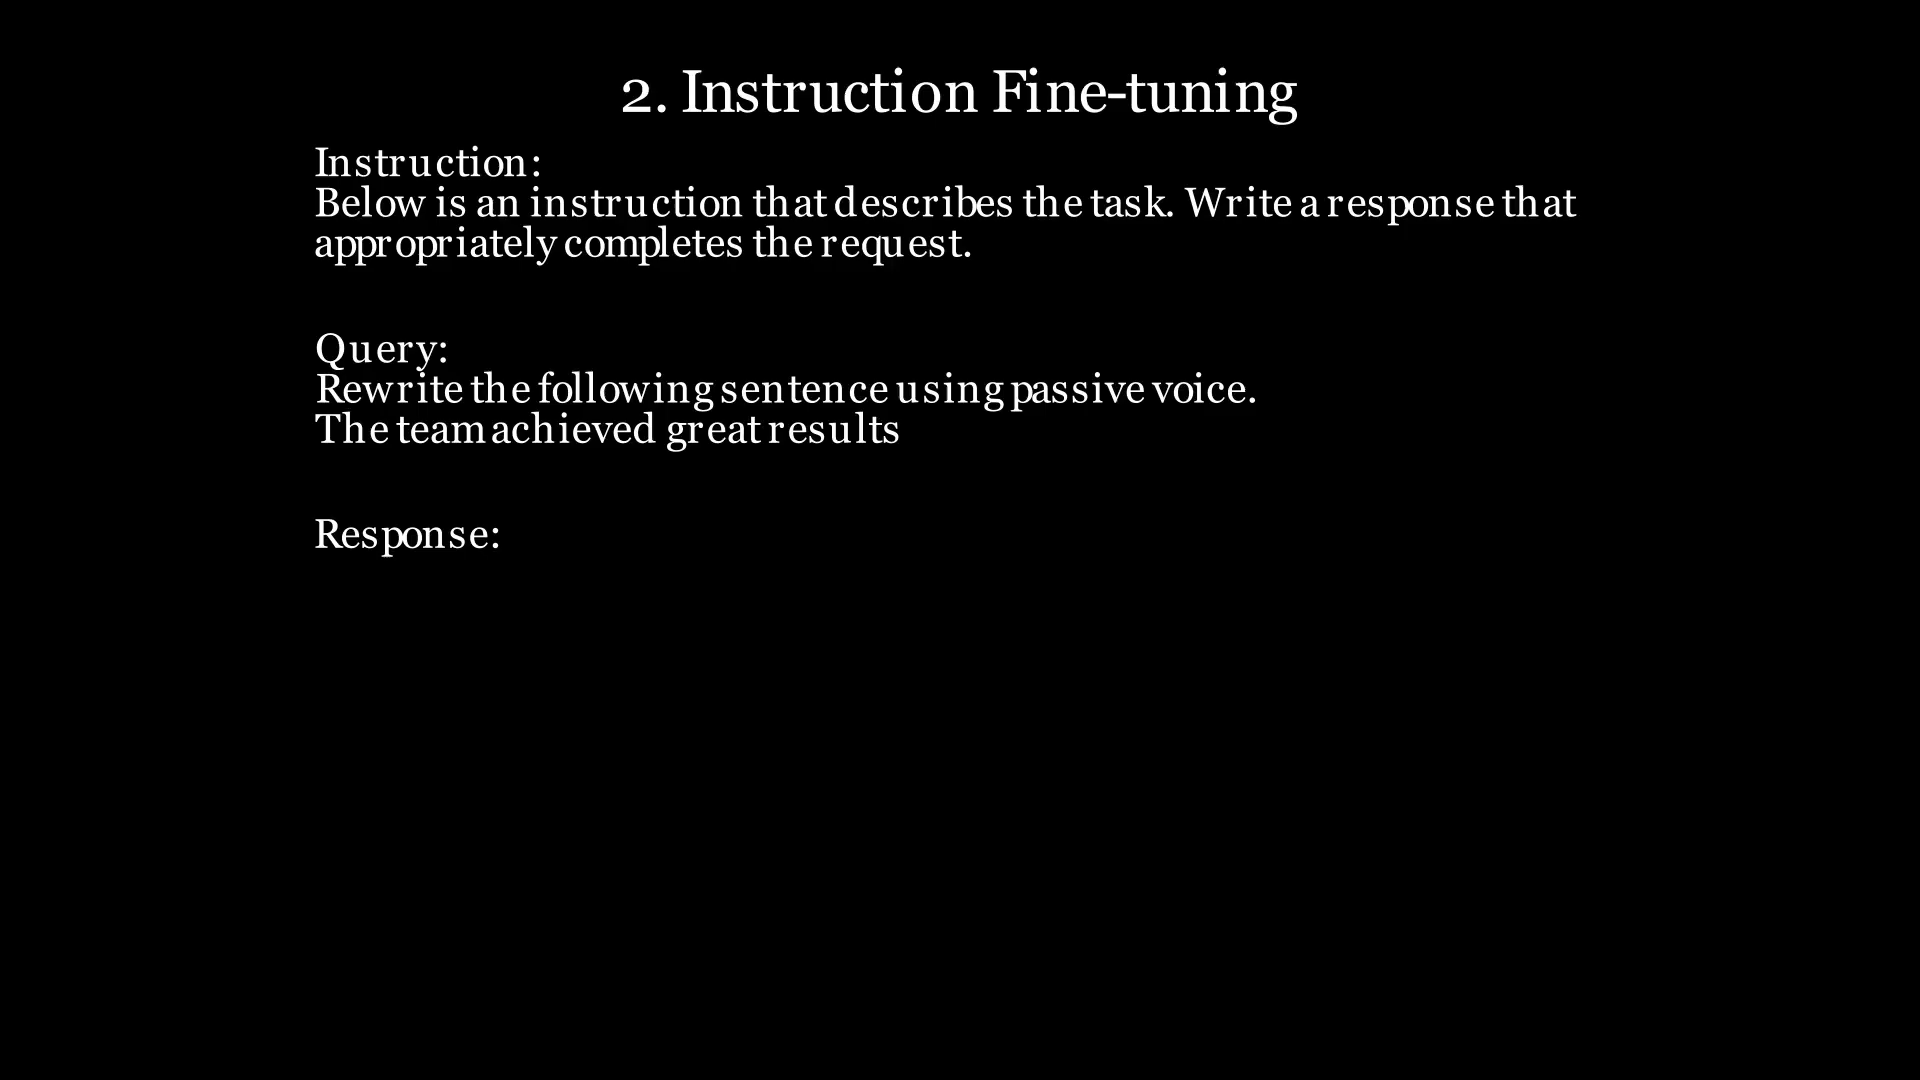 2. Instruction Fine-tuning
Instruction:
Below is an instruction that describes the task. Write a response that
appropriately completes the request.
Query:
Rewrite the following sentence using passive voice.
The team achieved great results
Response: